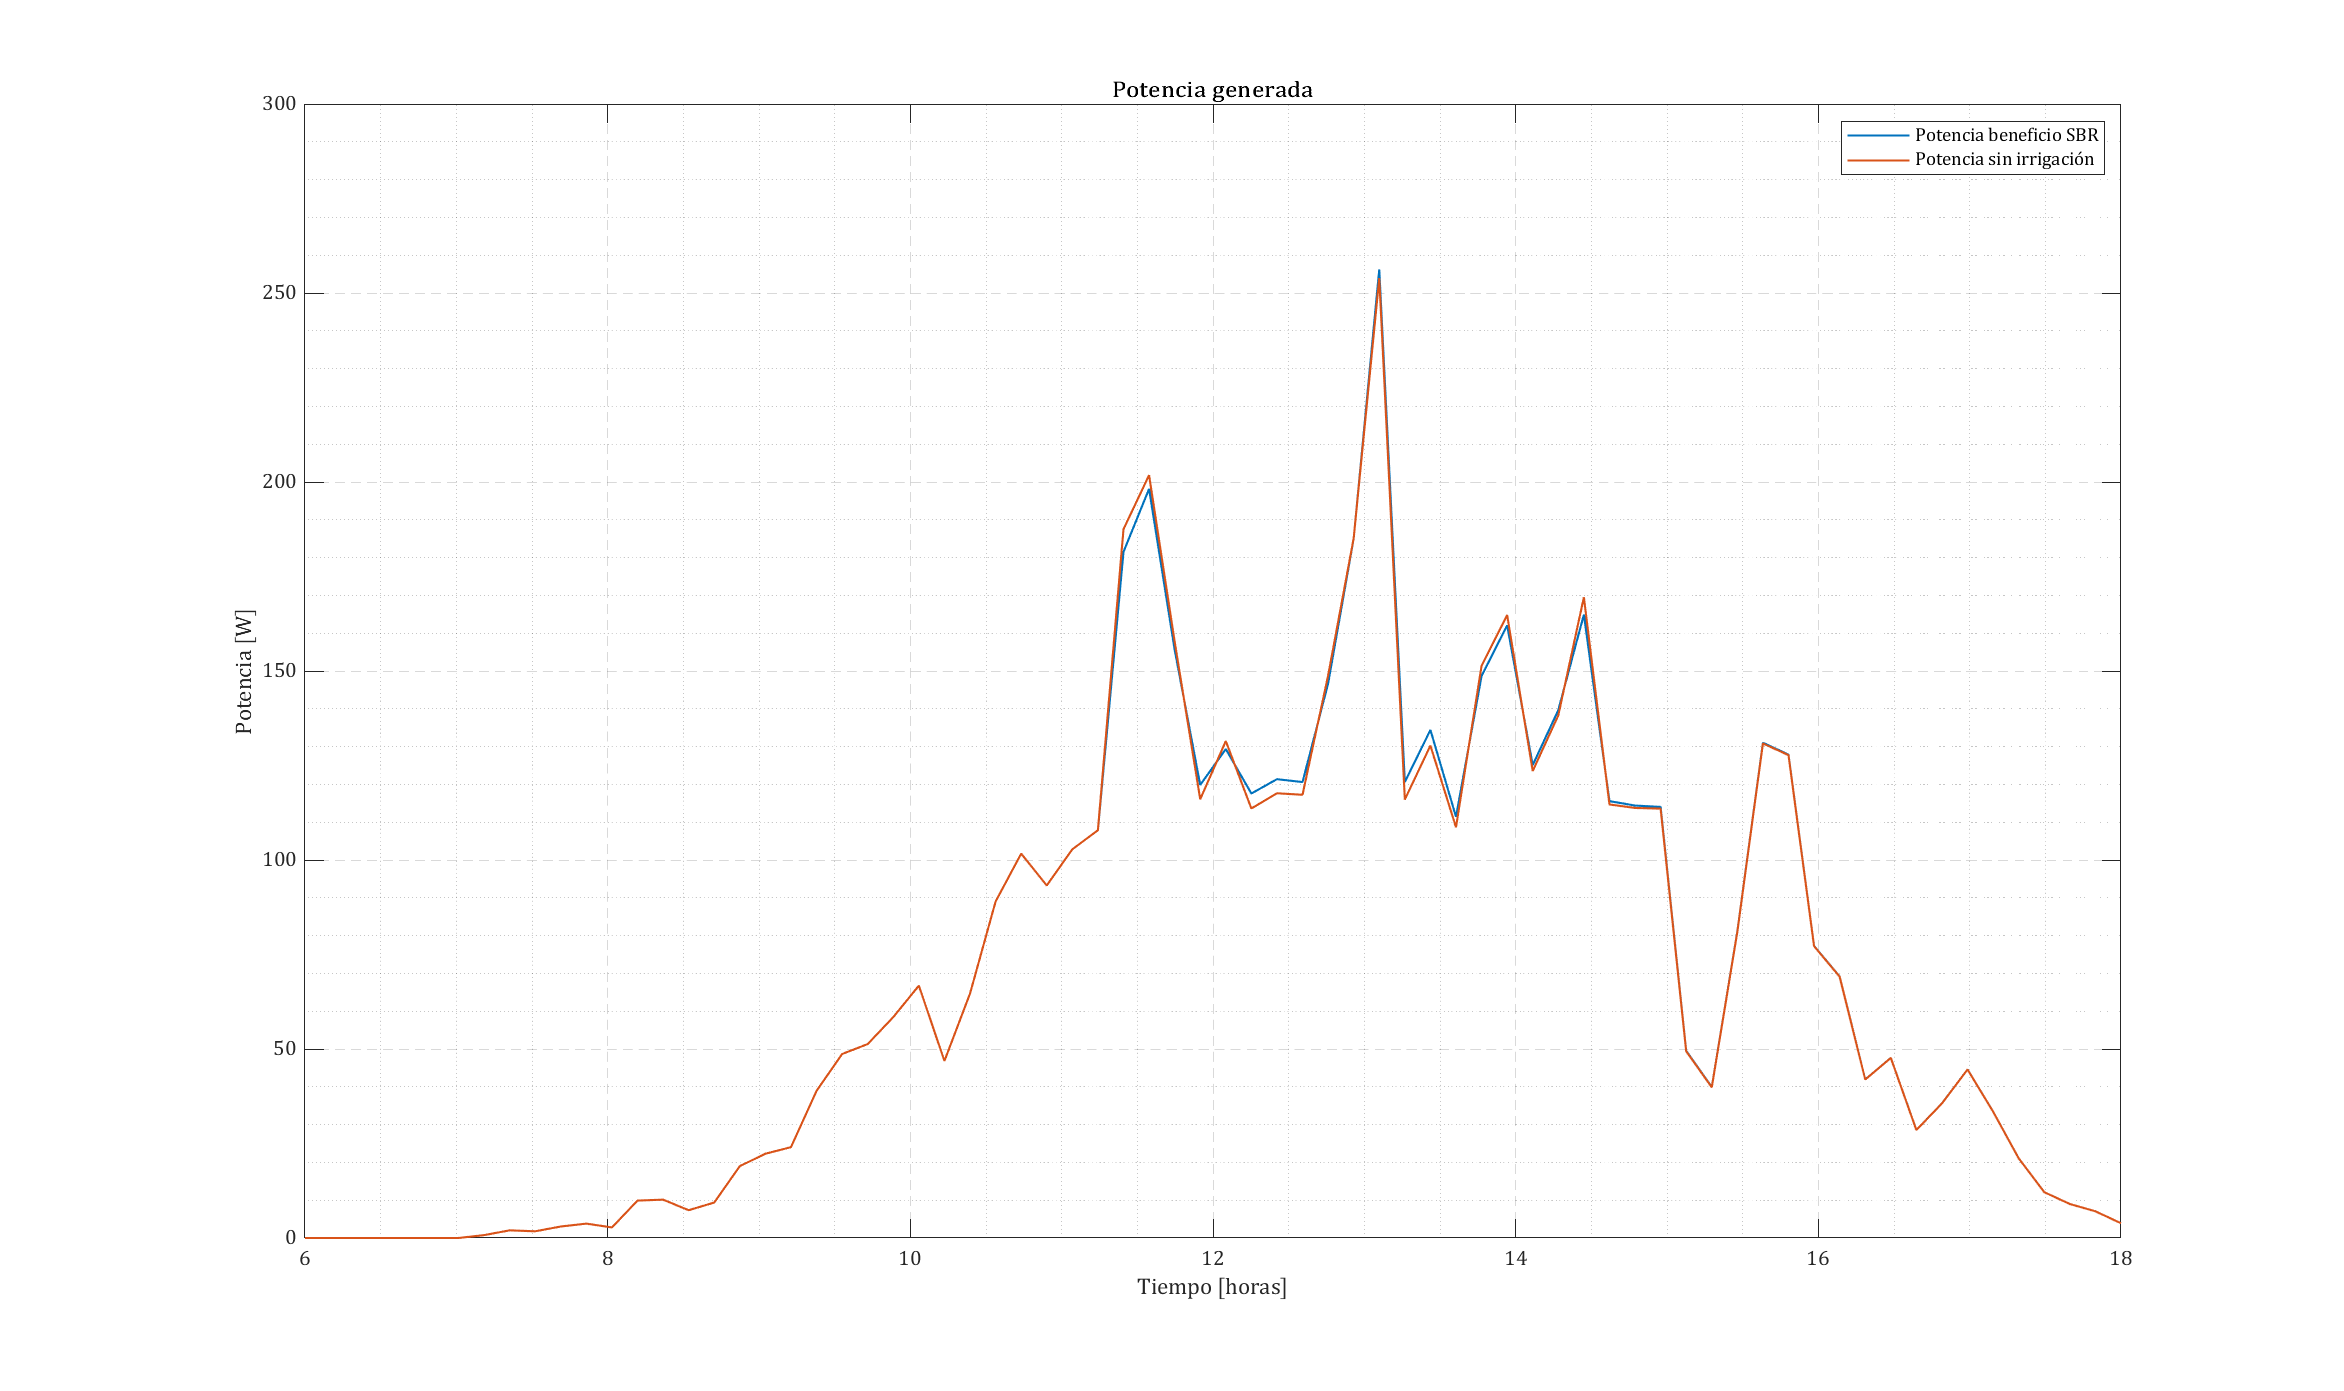 Potencia generada
300
250
200
150
100
50
0
Potencia [W]
Potencia beneficio SBR
Potencia sin irrigación
6 8 10 12 14 16 18
Tiempo [horas]